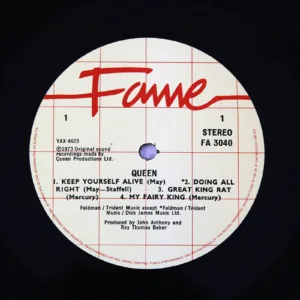 Fame
1
1
YAX 4623
STEREO
FA 3040
℗1973 Original sound
recordings made by
Queen Productions Ltd.
QUEEN
1. KEEP YOURSELF ALIVE (May) *2. DOING ALL
RIGHT (May—Staffell) 3. GREAT KING RAT
(Mercury) 4. MY FAIRY KING (Mercury)
Feldman/Trident Music except *Feldman/Trident
Music/Dick James Music Ltd.
Produced by John Anthony and
Roy Thomas Baker